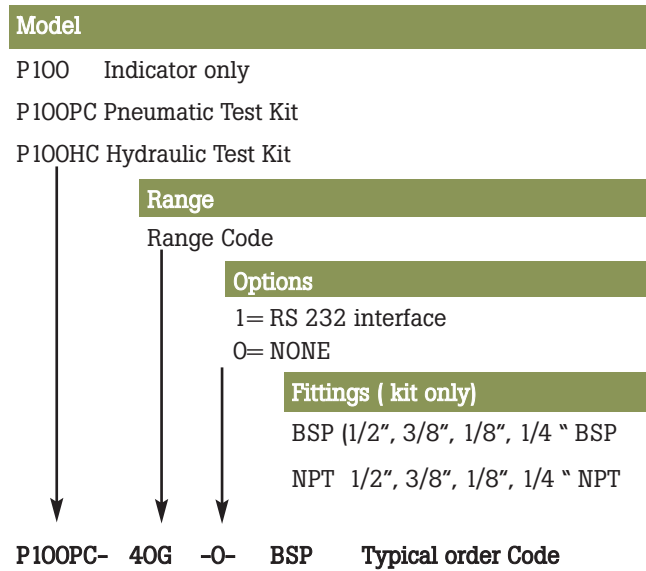 Model
P100 Indicator only
P100PC Pneumatic Test Kit
P100HC Hydraulic Test Kit
Range
Range Code
Options
1= RS 232 interface
0= NONE
Fittings ( kit only)
BSP (1/2″, 3/8″, 1/8″, 1/4 “ BSP
NPT 1/2″, 3/8″, 1/8″, 1/4 “ NPT
P100PC- 40G -0- BSP Typical order Code